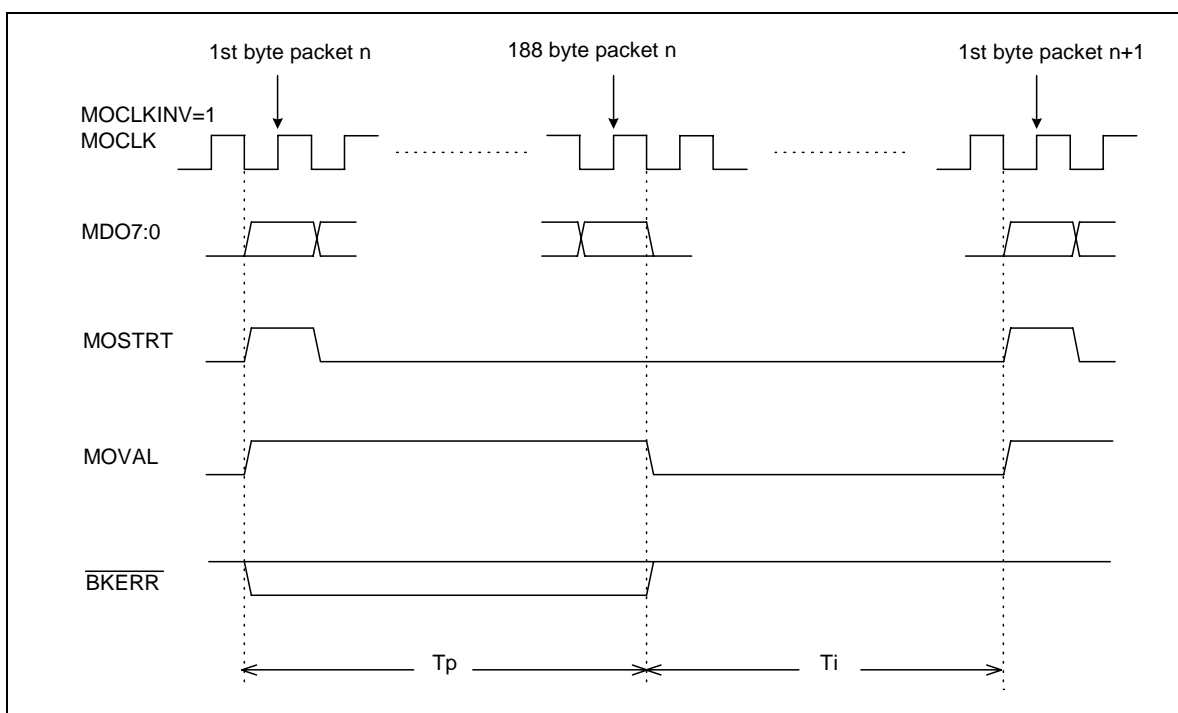 1st byte packet n
188 byte packet n
1st byte packet n+1
MOCLKINV=1
MOCLK
MDO7:0
MOSTRT
MOVAL
BKERR
Tp
Ti